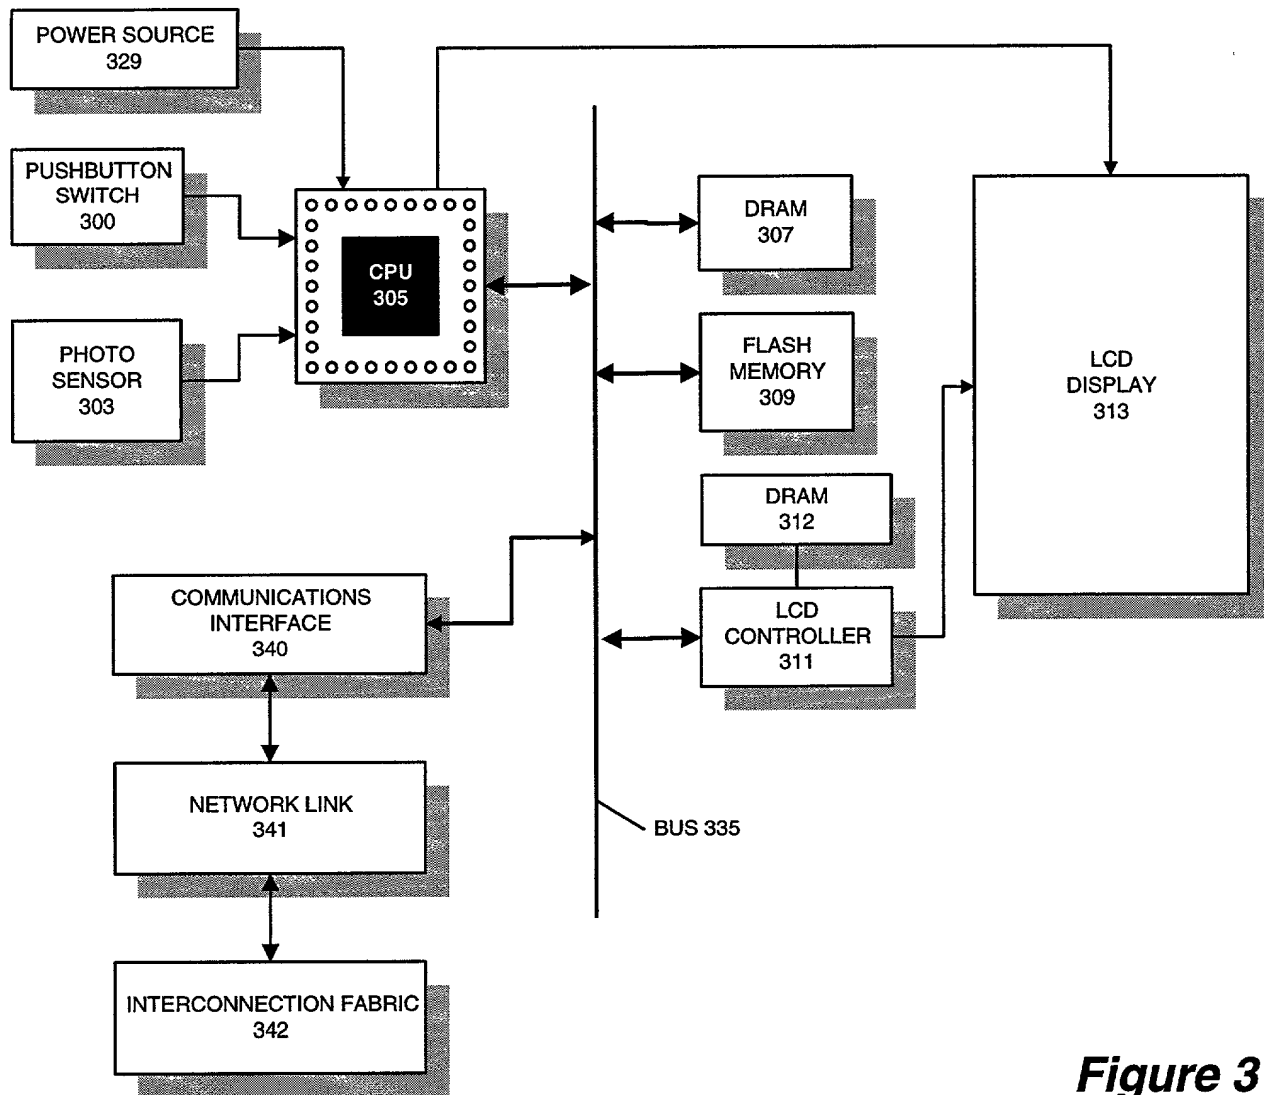 POWER SOURCE
329
PUSHBUTTON
SWITCH
300
PHOTO
SENSOR
303
CPU
305
DRAM
307
FLASH
MEMORY
309
DRAM
312
LCD
CONTROLLER
311
LCD
DISPLAY
313
COMMUNICATIONS
INTERFACE
340
NETWORK LINK
341
INTERCONNECTION FABRIC
342
BUS 335
Figure 3